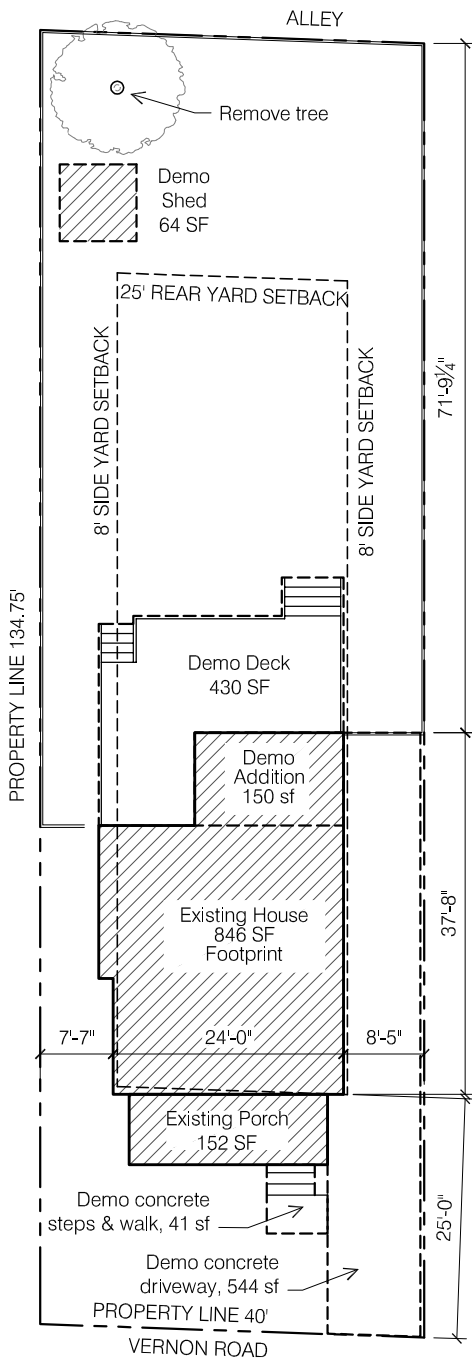 ALLEY
Remove tree
Demo
Shed
64 SF
25' REAR YARD SETBACK
8' SIDE YARD SETBACK
8' SIDE YARD SETBACK
71'-9¼"
PROPERTY LINE 134.75'
Demo Deck
430 SF
Demo
Addition
150 sf
37'-8"
Existing House
846 SF
Footprint
7'-7"
24'-0"
8'-5"
Existing Porch
152 SF
25'-0"
Demo concrete
steps & walk, 41 sf
Demo concrete
driveway, 544 sf
PROPERTY LINE 40'
VERNON ROAD